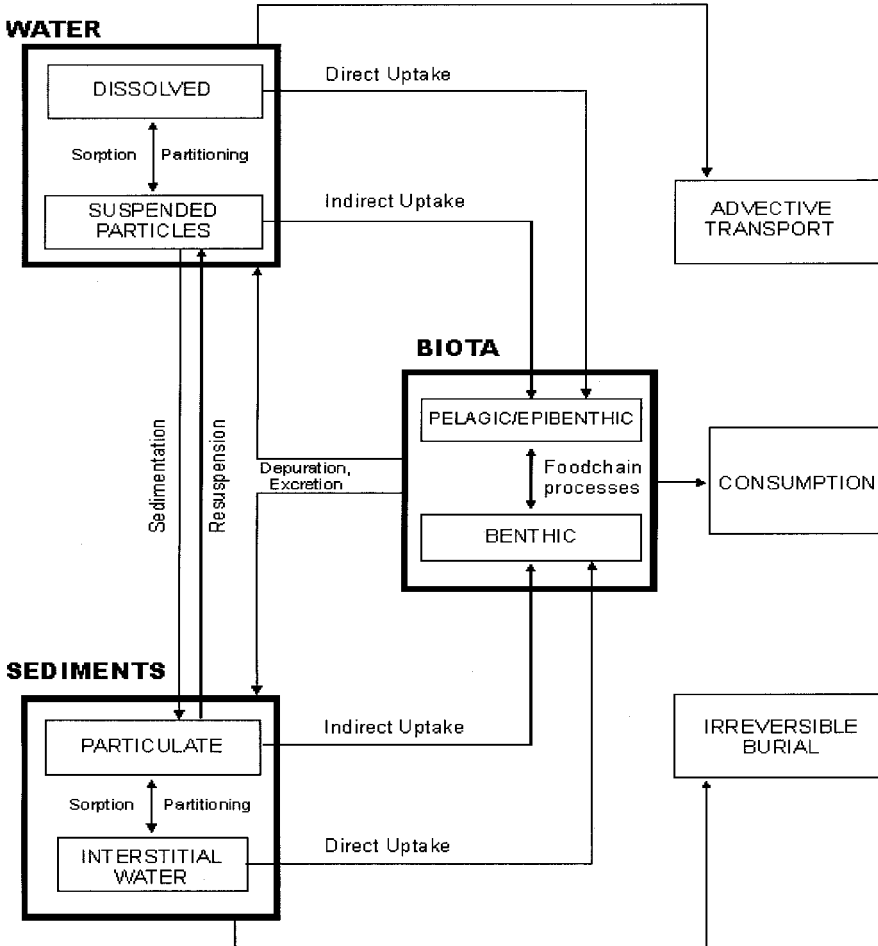 WATER
DISSOLVED
Direct Uptake
Sorption Partitioning
SUSPENDED
PARTICLES
Indirect Uptake
ADVECTIVE
TRANSPORT
BIOTA
PELAGIC/EPIBENTHIC
Foodchain
processes
BENTHIC
CONSUMPTION
Sedimentation
Resuspension
Depuration,
Excretion
SEDIMENTS
PARTICULATE
Indirect Uptake
Sorption Partitioning
INTERSTITIAL
WATER
Direct Uptake
IRREVERSIBLE
BURIAL